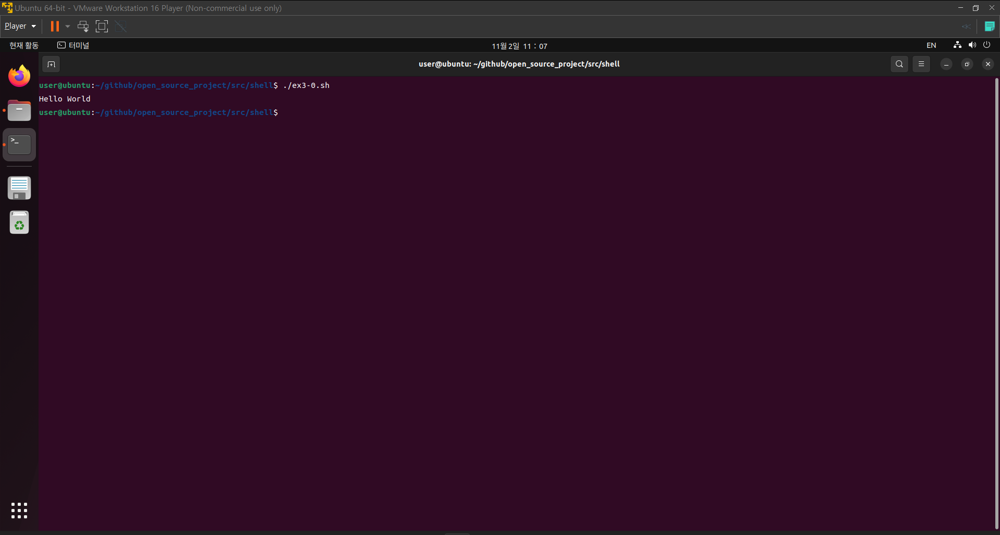 Ubuntu 64-bit - VMware Workstation 16 Player (Non-commercial use only)
Player
현재 활동 터미널 11월 2일 11 : 07 EN
user@ubuntu: ~/github/open_source_project/src/shell
user@ubuntu:~/github/open_source_project/src/shell$ ./ex3-0.sh
Hello World
user@ubuntu:~/github/open_source_project/src/shell$